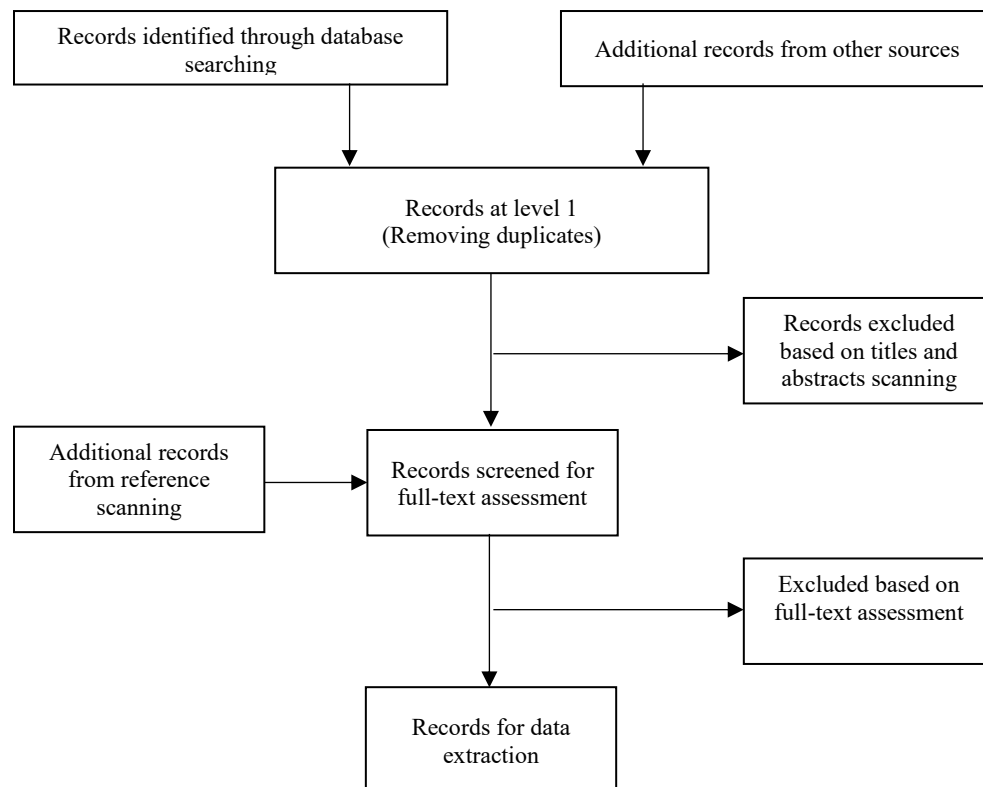 Records identified through database
searching
Additional records from other sources
Records at level 1
(Removing duplicates)
Records excluded
based on titles and
abstracts scanning
Additional records
from reference
scanning
Records screened for
full-text assessment
Excluded based on
full-text assessment
Records for data
extraction